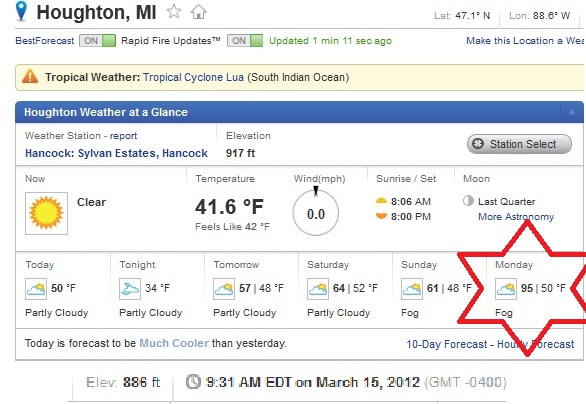 Houghton, MI
Lat: 47.1° N Lon: 88.6° W
BestForecast ON Rapid Fire Updates™ ON Updated 1 min 11 sec ago Make this Location a We
Tropical Weather: Tropical Cyclone Lua (South Indian Ocean)
Houghton Weather at a Glance
Weather Station - report Elevation
Hancock: Sylvan Estates, Hancock 917 ft Station Select
Now Temperature Wind(mph) Sunrise / Set Moon
Clear 41.6 °F 0.0 8:06 AM Last Quarter
Feels Like 42 °F 8:00 PM More Astronomy
Today Tonight Tomorrow Saturday Sunday Monday
50 °F 34 °F 57 | 48 °F 64 | 52 °F 61 | 48 °F 95 | 50 °F
Partly Cloudy Partly Cloudy Partly Cloudy Partly Cloudy Fog Fog
Today is forecast to be Much Cooler than yesterday. 10-Day Forecast - Hourly Forecast
Elev: 886 ft 9:31 AM EDT on March 15, 2012 (GMT -0400)